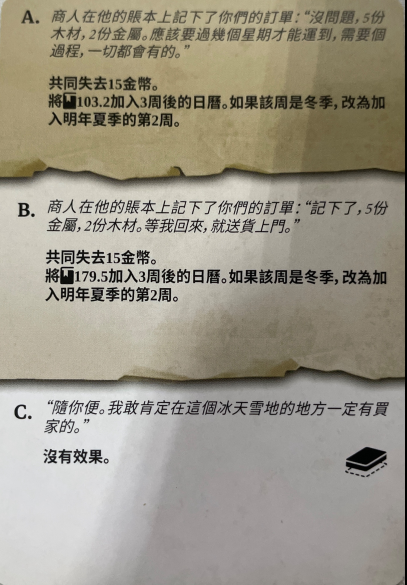 A. 商人在他的賬本上記下了你們的訂單：“沒問題，5份
木材，2份金屬。應該要過幾個星期才能運到，需要個
過程，一切都會有的。”
共同失去15金幣。
將103.2加入3周後的日曆。如果該周是冬季，改為加
入明年夏季的第2周。
B. 商人在他的賬本上記下了你們的訂單：“記下了，5份
金屬，2份木材。等我回來，就送貨上門。”
共同失去15金幣。
將179.5加入3周後的日曆。如果該周是冬季，改為加
入明年夏季的第2周。
C. “隨你便。我敢肯定在這個冰天雪地的地方一定有買
家的。”
沒有效果。